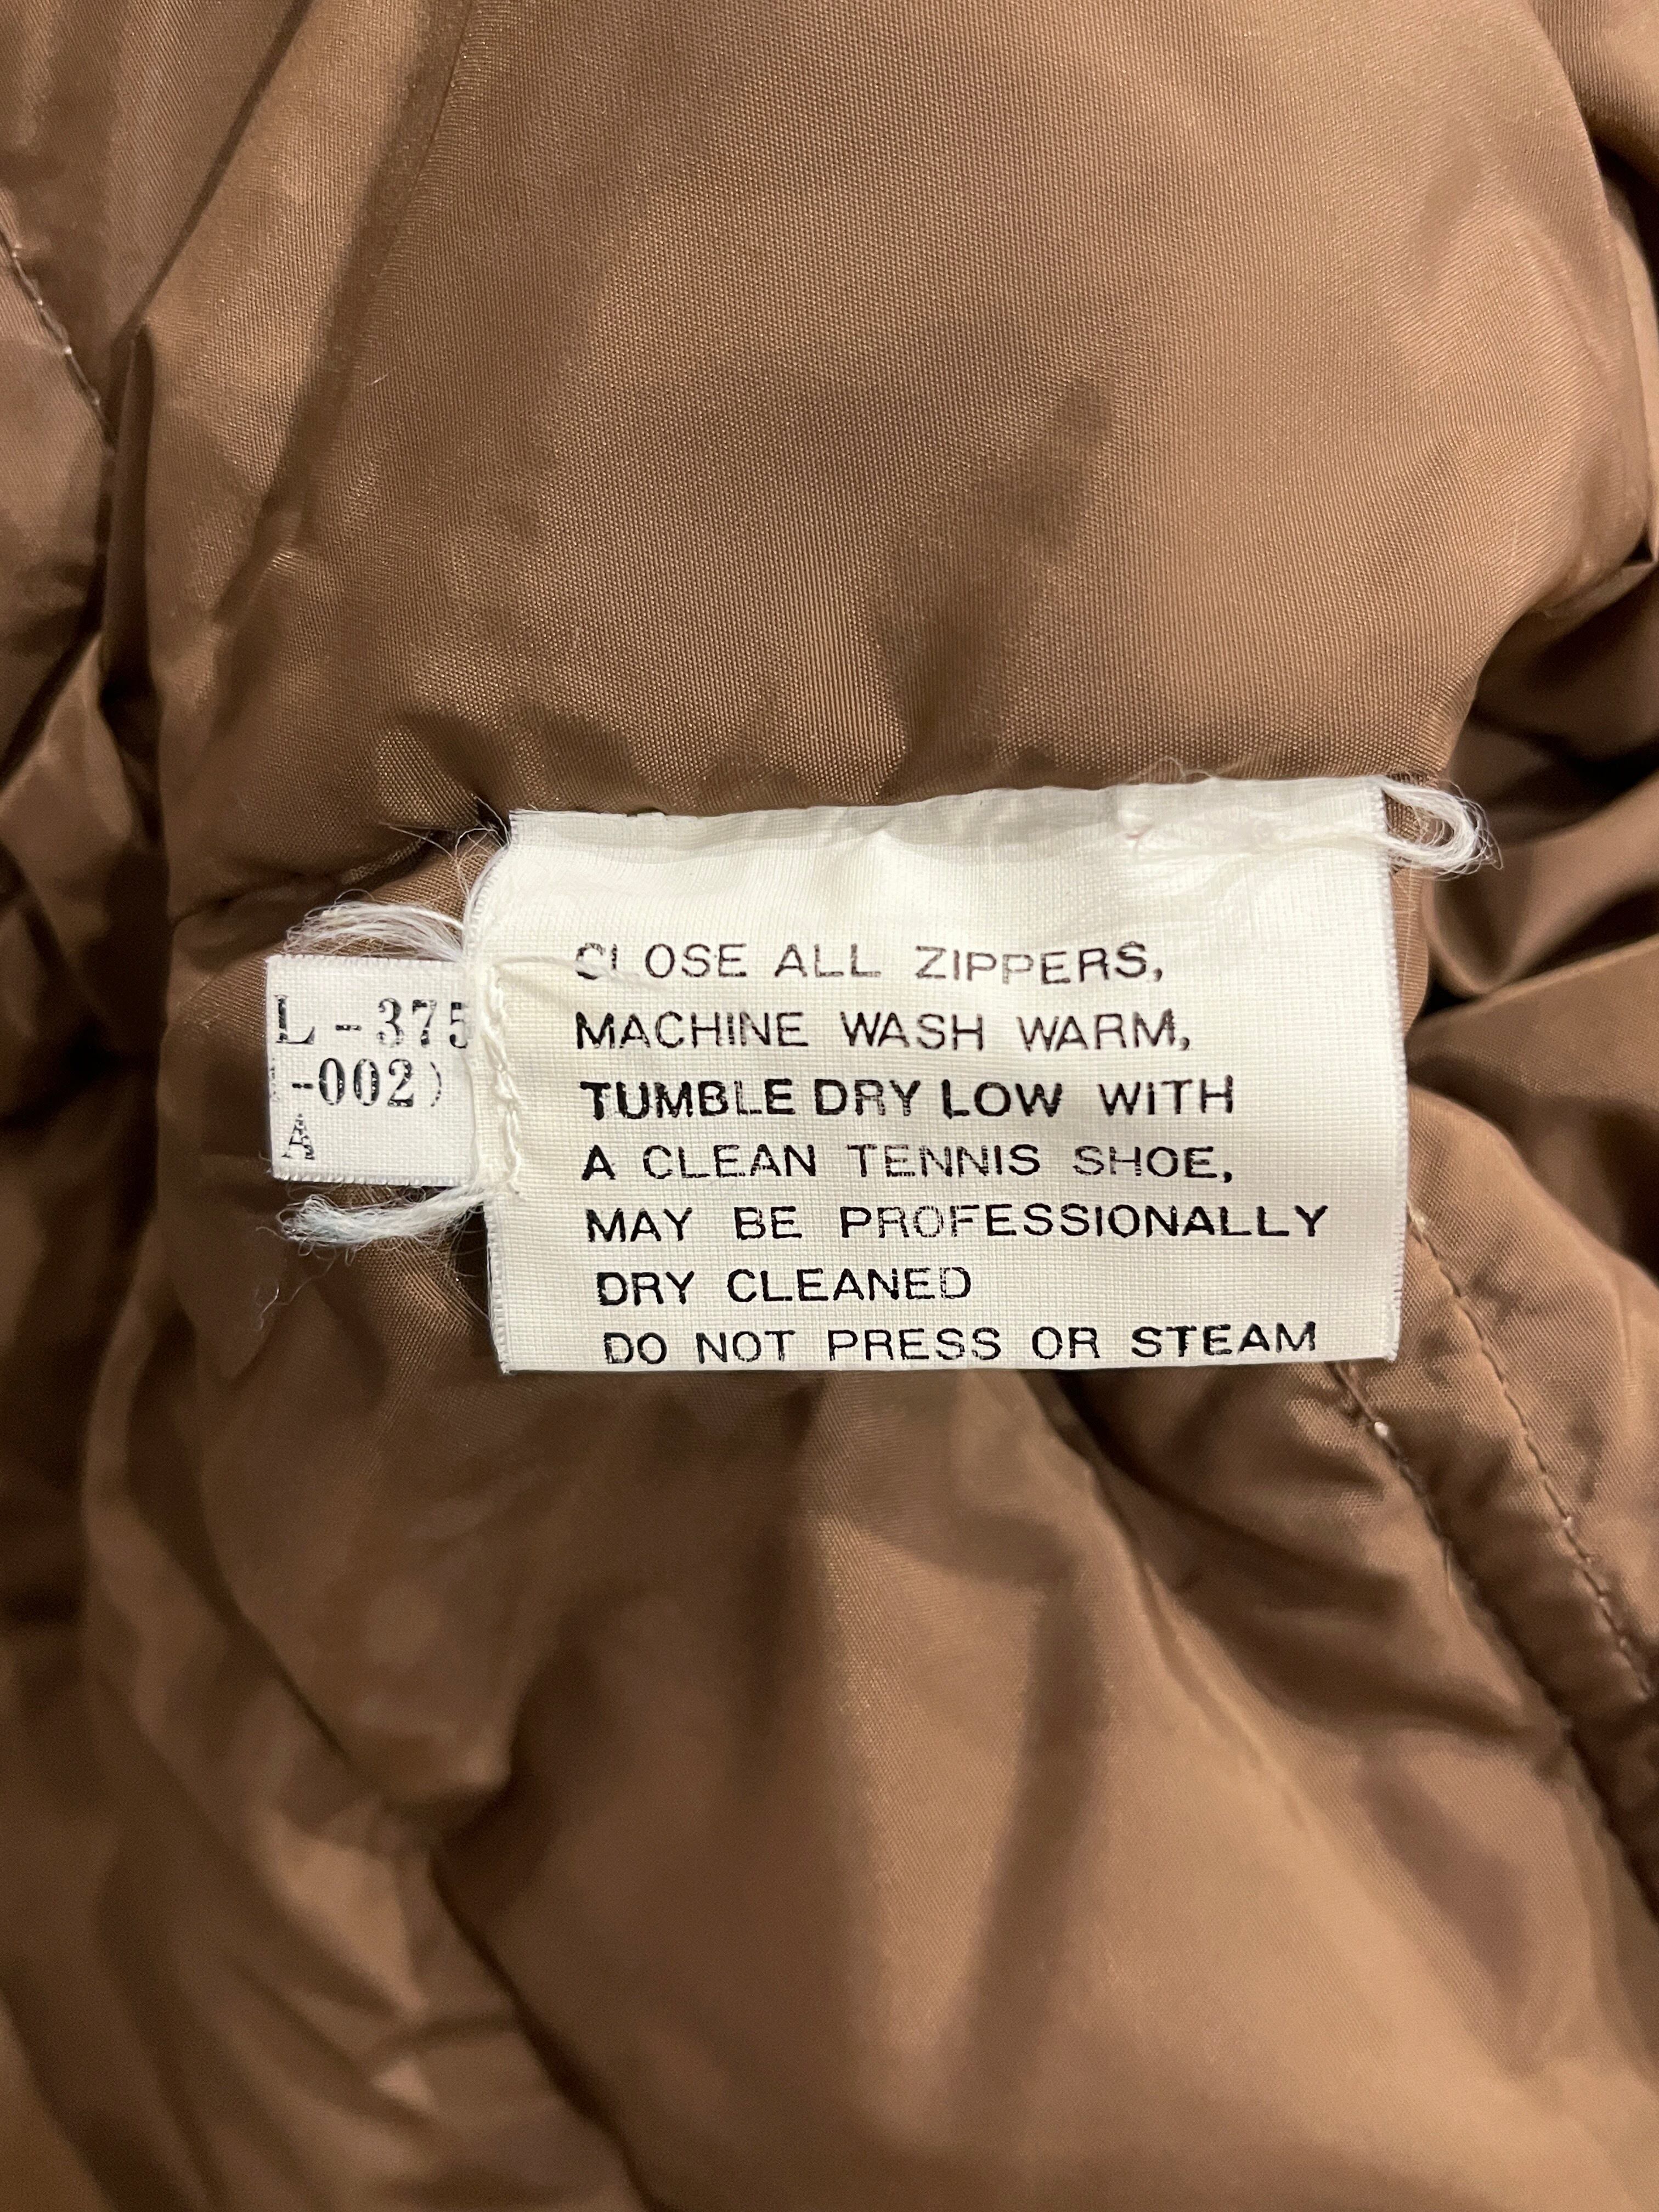 L-375
-002)
A
CLOSE ALL ZIPPERS,
MACHINE WASH WARM,
TUMBLE DRY LOW WITH
A CLEAN TENNIS SHOE,
MAY BE PROFESSIONALLY
DRY CLEANED
DO NOT PRESS OR STEAM